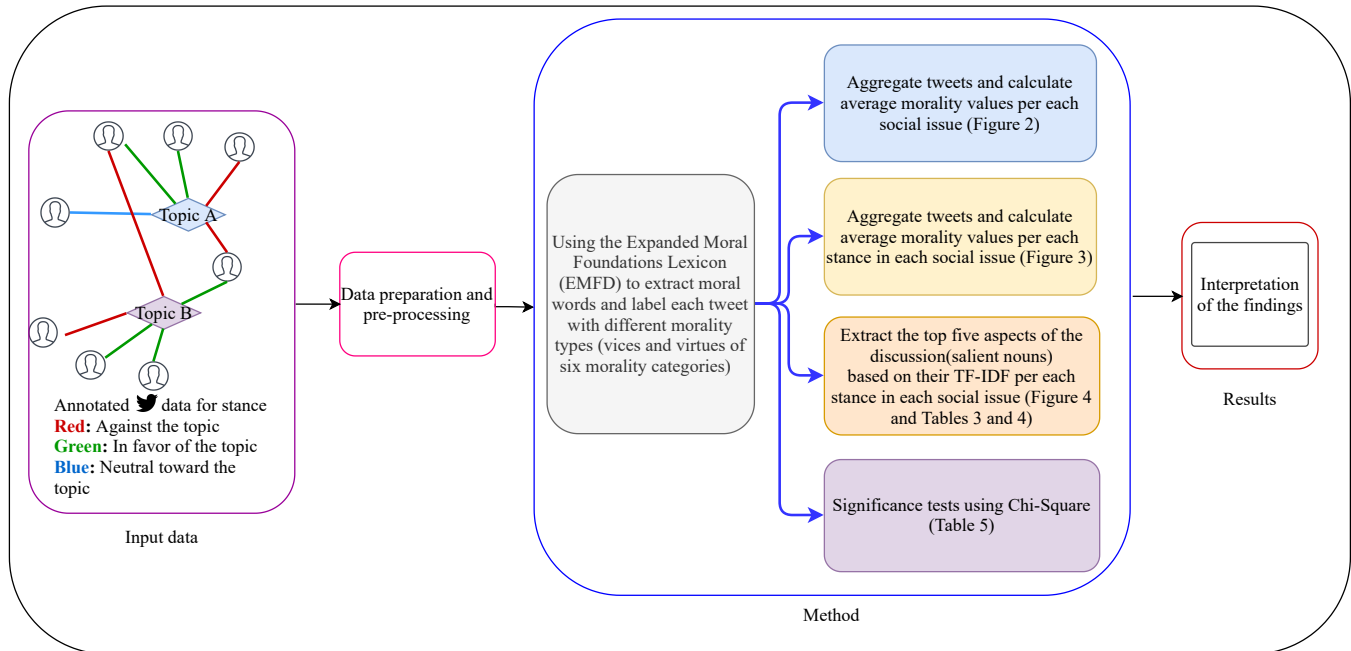 Topic A
Topic B
Annotated data for stance
Red: Against the topic
Green: In favor of the topic
Blue: Neutral toward the
topic
Input data
Data preparation and
pre-processing
Using the Expanded Moral
Foundations Lexicon
(EMFD) to extract moral
words and label each tweet
with different morality
types (vices and virtues of
six morality categories)
Aggregate tweets and calculate
average morality values per each
social issue (Figure 2)
Aggregate tweets and calculate
average morality values per each
stance in each social issue (Figure 3)
Extract the top five aspects of the
discussion(salient nouns)
based on their TF-IDF per each
stance in each social issue (Figure 4
and Tables 3 and 4)
Significance tests using Chi-Square
(Table 5)
Method
Interpretation
of the findings
Results